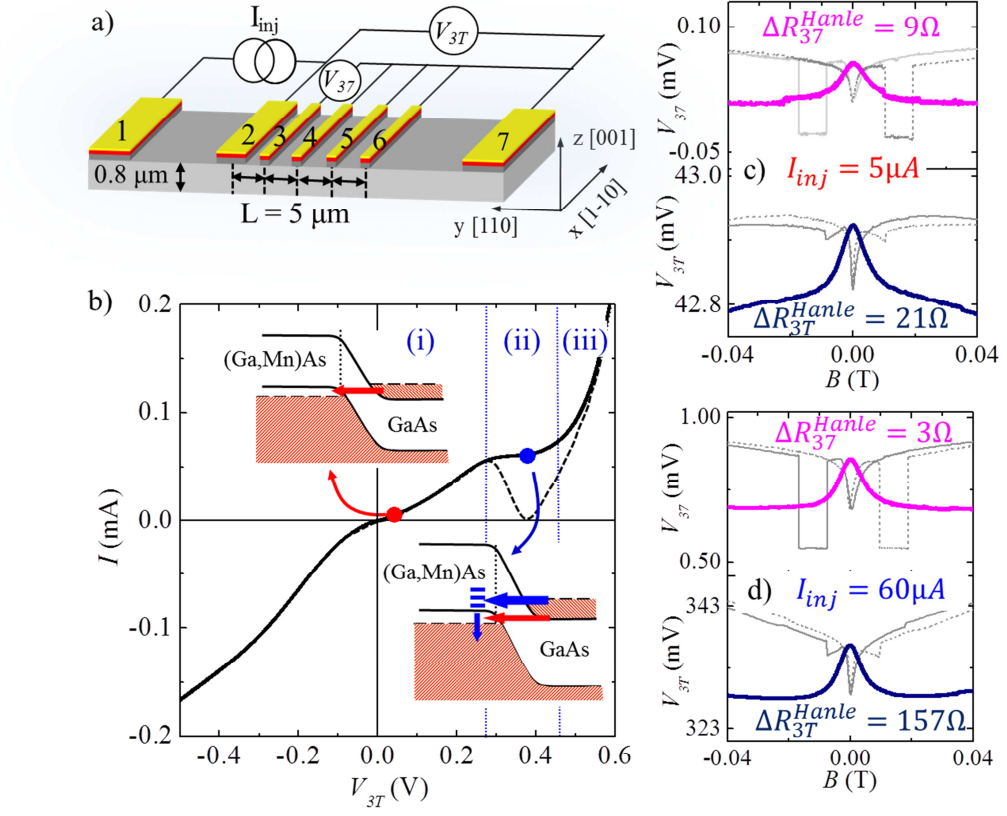 a)
I_inj
V_3T
V_37
1 2 3 4 5 6 7
0.8 μm
L = 5 μm
z [001]
y [110]
x [1-10]
b)
0.2
0.1
0.0
-0.1
-0.2
I (mA)
-0.4 -0.2 0.0 0.2 0.4 0.6
V_3T (V)
(i) (ii) (iii)
(Ga,Mn)As
GaAs
(Ga,Mn)As
GaAs
0.10
-0.05
V_37 (mV)
ΔR_37^Hanle = 9Ω
c) I_inj = 5μA
43.0
42.8
V_3T (mV)
ΔR_3T^Hanle = 21Ω
-0.04 0.00 0.04
B (T)
1.00
0.50
V_37 (mV)
ΔR_37^Hanle = 3Ω
d) I_inj = 60μA
343
323
V_3T (mV)
ΔR_3T^Hanle = 157Ω
-0.04 0.00 0.04
B (T)